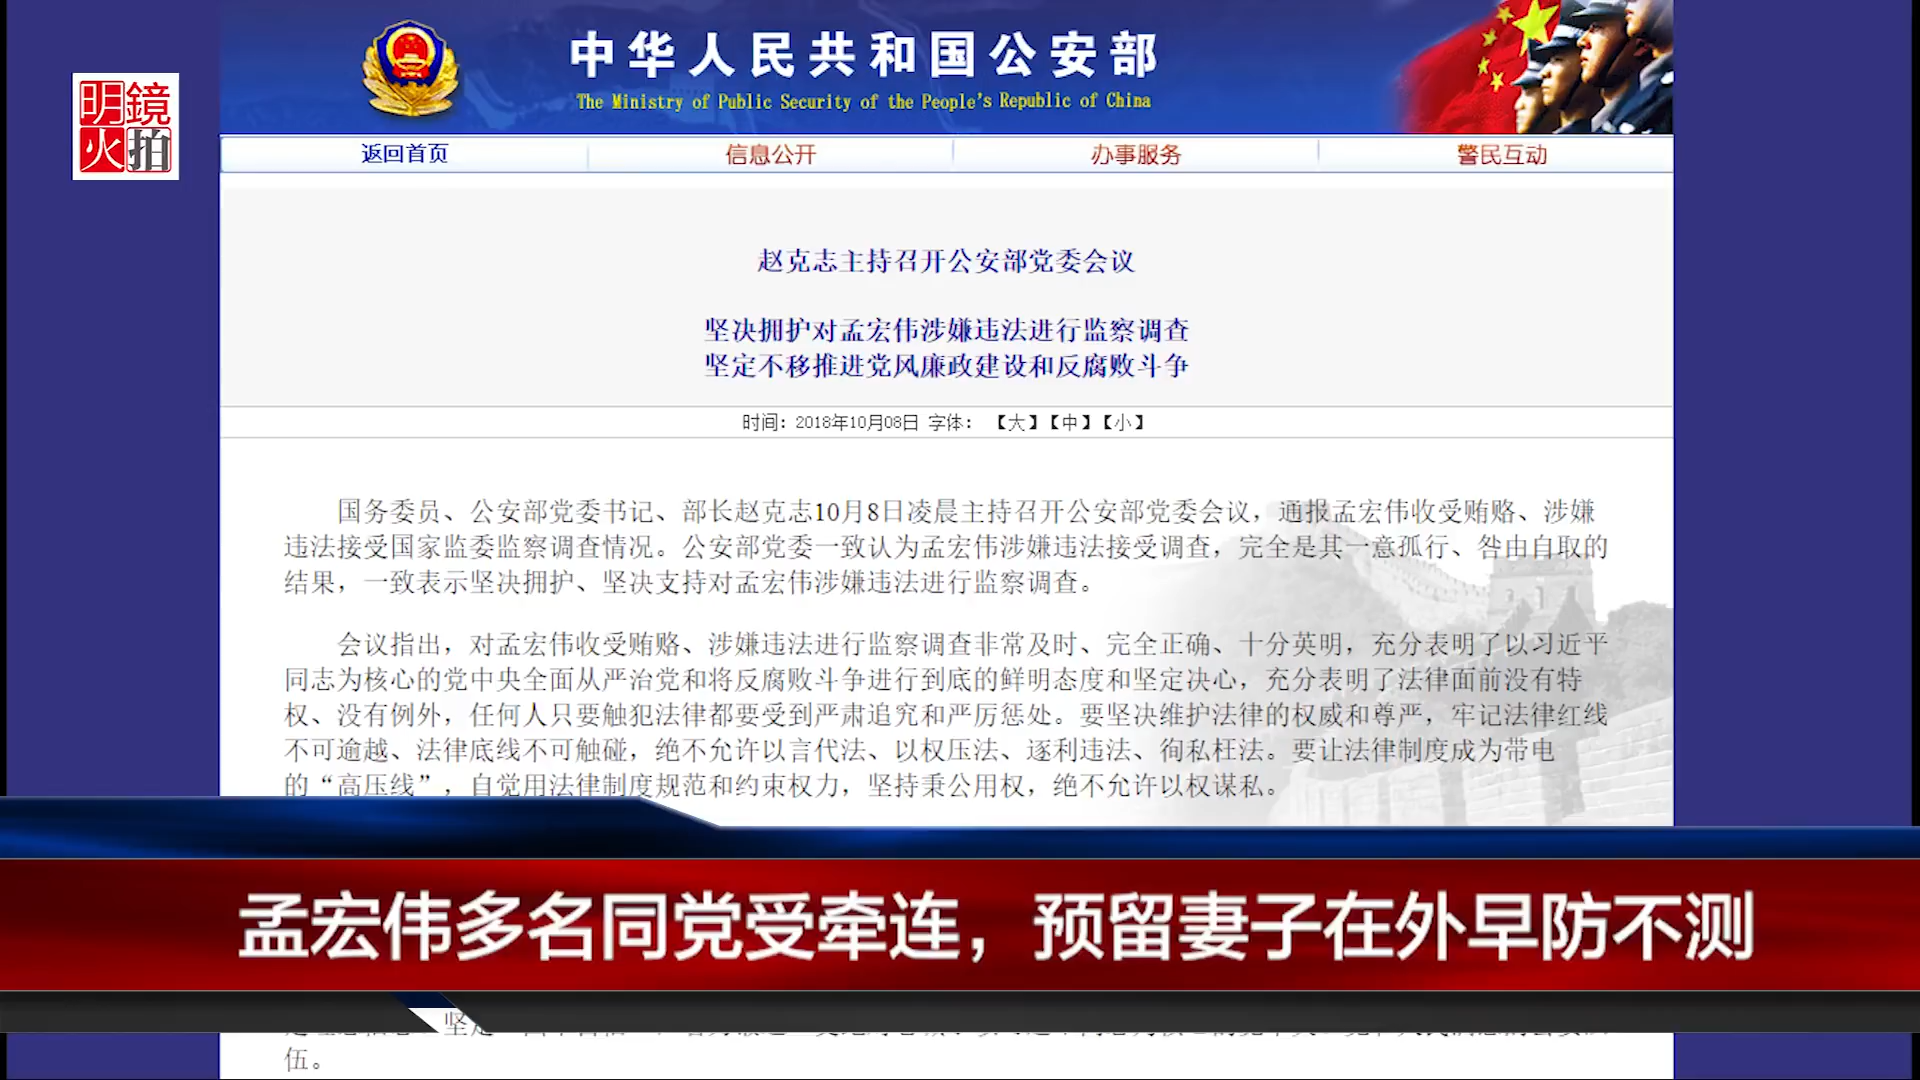 明鏡
火拍
中华人民共和国公安部
The Ministry of Public Security of the People's Republic of China
返回首页 信息公开 办事服务 警民互动
赵克志主持召开公安部党委会议
坚决拥护对孟宏伟涉嫌违法进行监察调查
坚定不移推进党风廉政建设和反腐败斗争
时间：2018年10月08日 字体： 【大】【中】【小】
国务委员、公安部党委书记、部长赵克志10月8日凌晨主持召开公安部党委会议，通报孟宏伟收受贿赂、涉嫌
违法接受国家监委监察调查情况。公安部党委一致认为孟宏伟涉嫌违法接受调查，完全是其一意孤行、咎由自取的
结果，一致表示坚决拥护、坚决支持对孟宏伟涉嫌违法进行监察调查。
会议指出，对孟宏伟收受贿赂、涉嫌违法进行监察调查非常及时、完全正确、十分英明，充分表明了以习近平
同志为核心的党中央全面从严治党和将反腐败斗争进行到底的鲜明态度和坚定决心，充分表明了法律面前没有特
权、没有例外，任何人只要触犯法律都要受到严肃追究和严厉惩处。要坚决维护法律的权威和尊严，牢记法律红线
不可逾越、法律底线不可触碰，绝不允许以言代法、以权压法、逐利违法、徇私枉法。要让法律制度成为带电
的“高压线”，自觉用法律制度规范和约束权力，坚持秉公用权，绝不允许以权谋私。
孟宏伟多名同党受牵连，预留妻子在外早防不测
坚
伍。